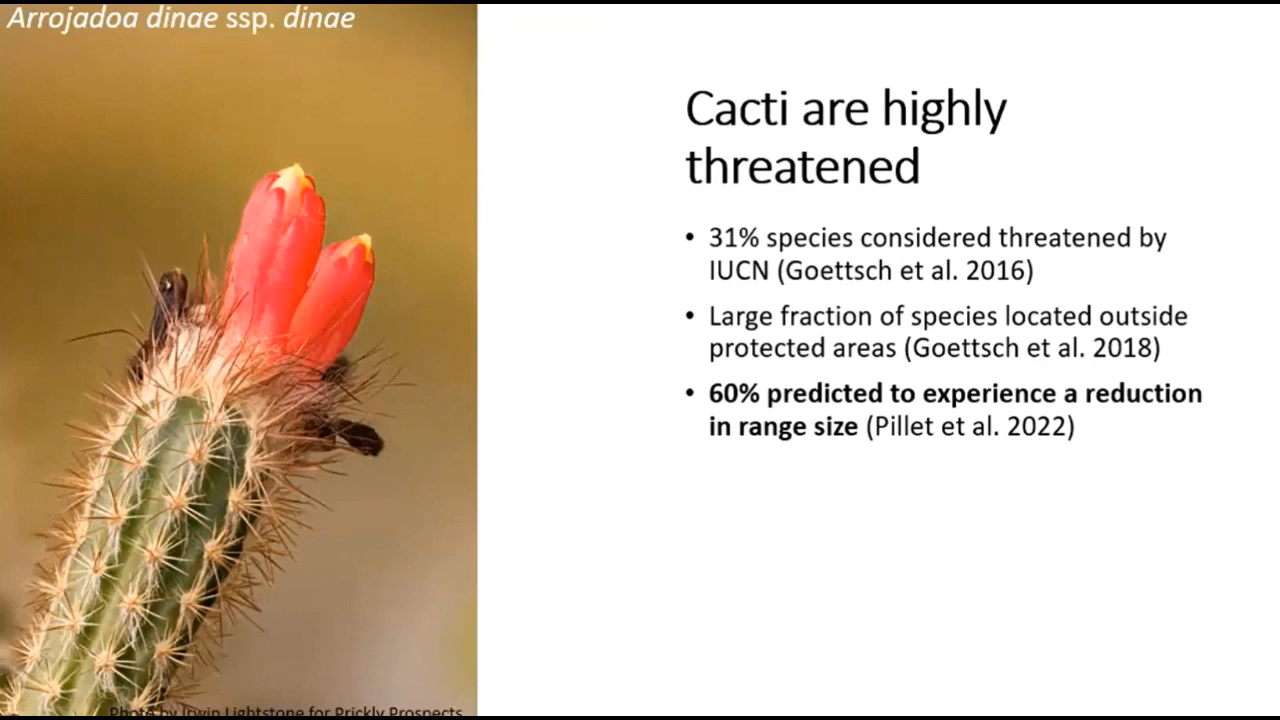 Arrojadoa dinae ssp. dinae
Cacti are highly
threatened
• 31% species considered threatened by
IUCN (Goettsch et al. 2016)
• Large fraction of species located outside
protected areas (Goettsch et al. 2018)
• 60% predicted to experience a reduction
in range size (Pillet et al. 2022)
Photo by Irwin Lightstone for Prickly Prospects